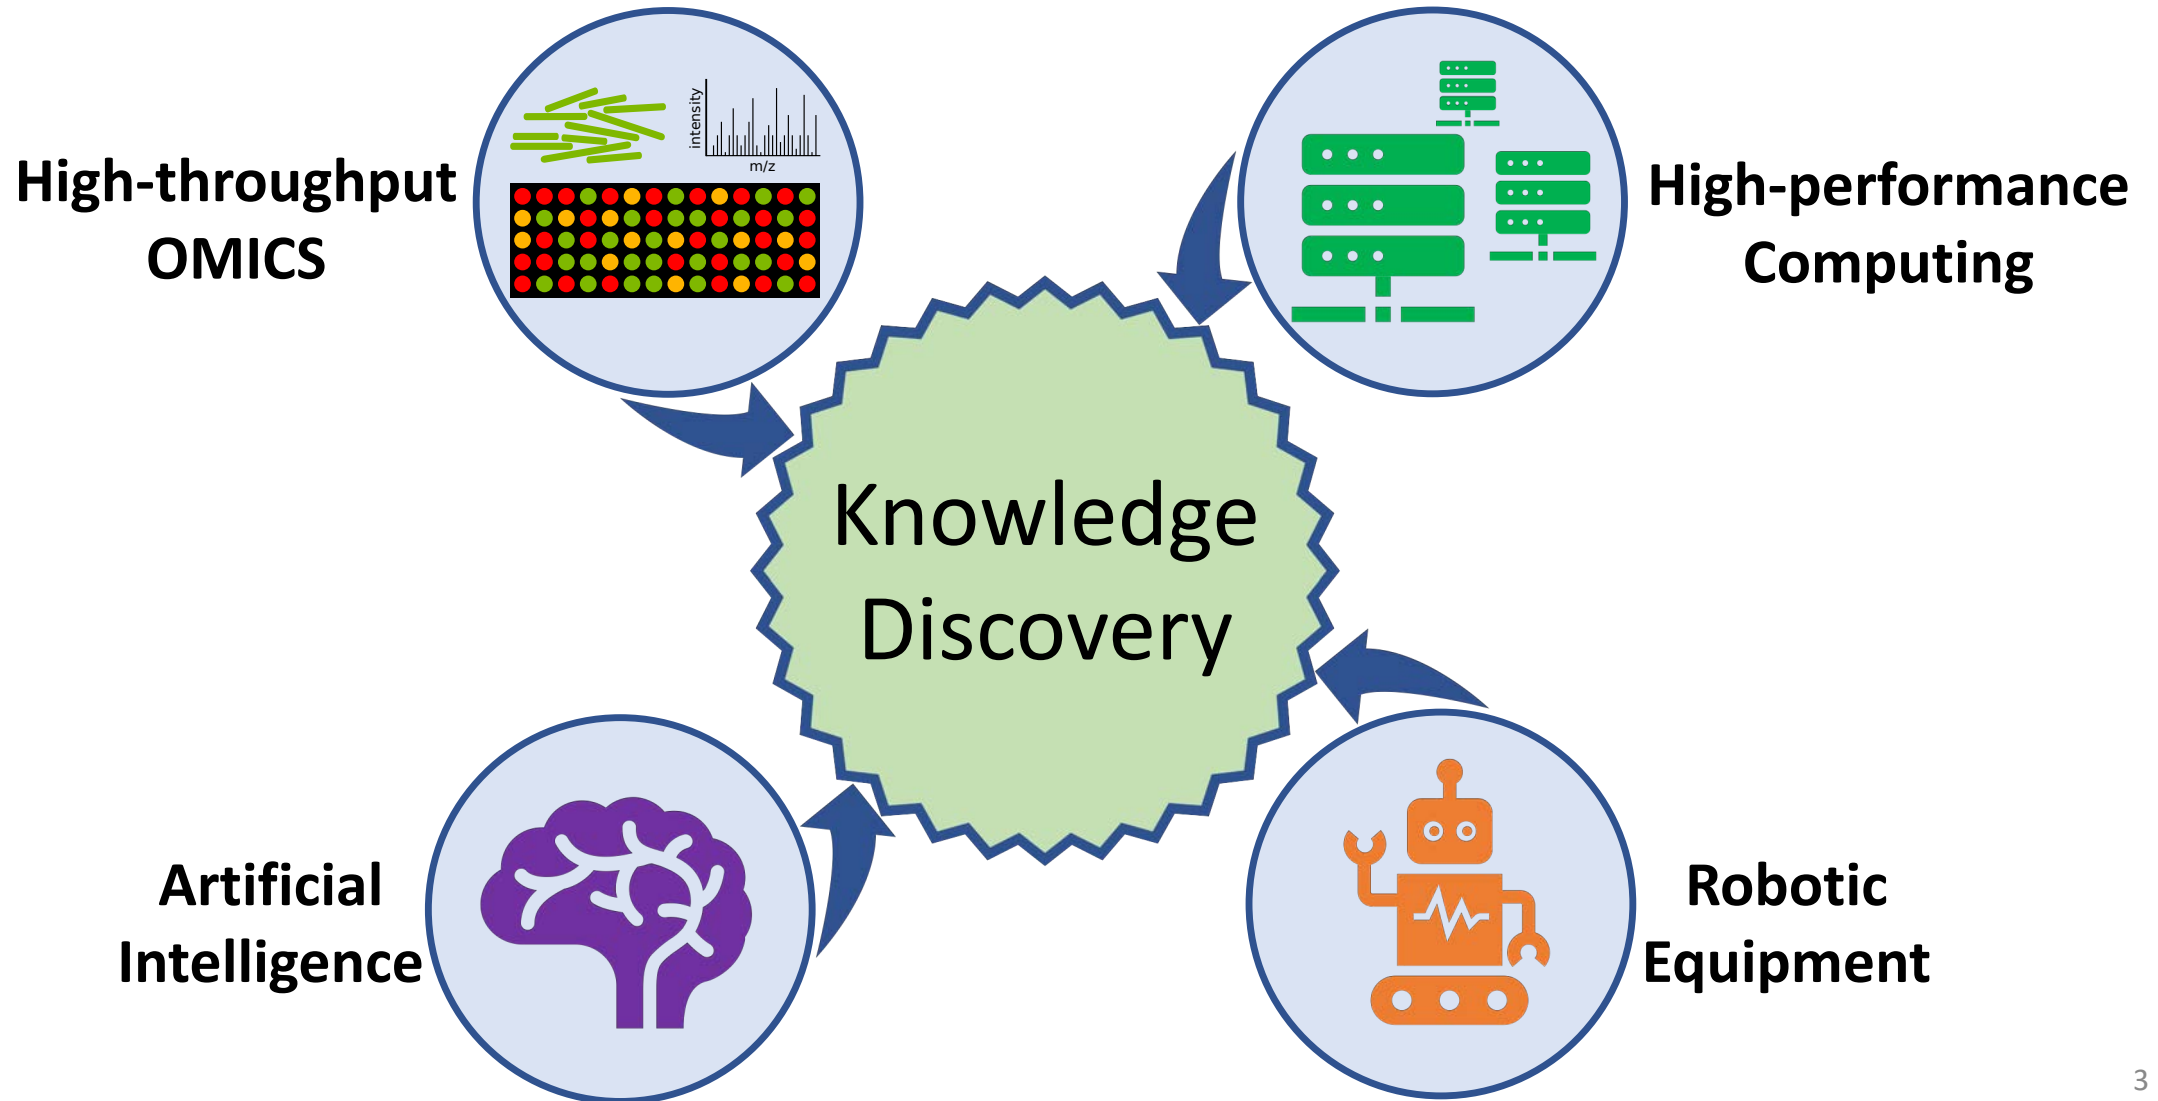 High-throughput
OMICS
intensity
m/z
High-performance
Computing
Knowledge
Discovery
Artificial
Intelligence
Robotic
Equipment
3